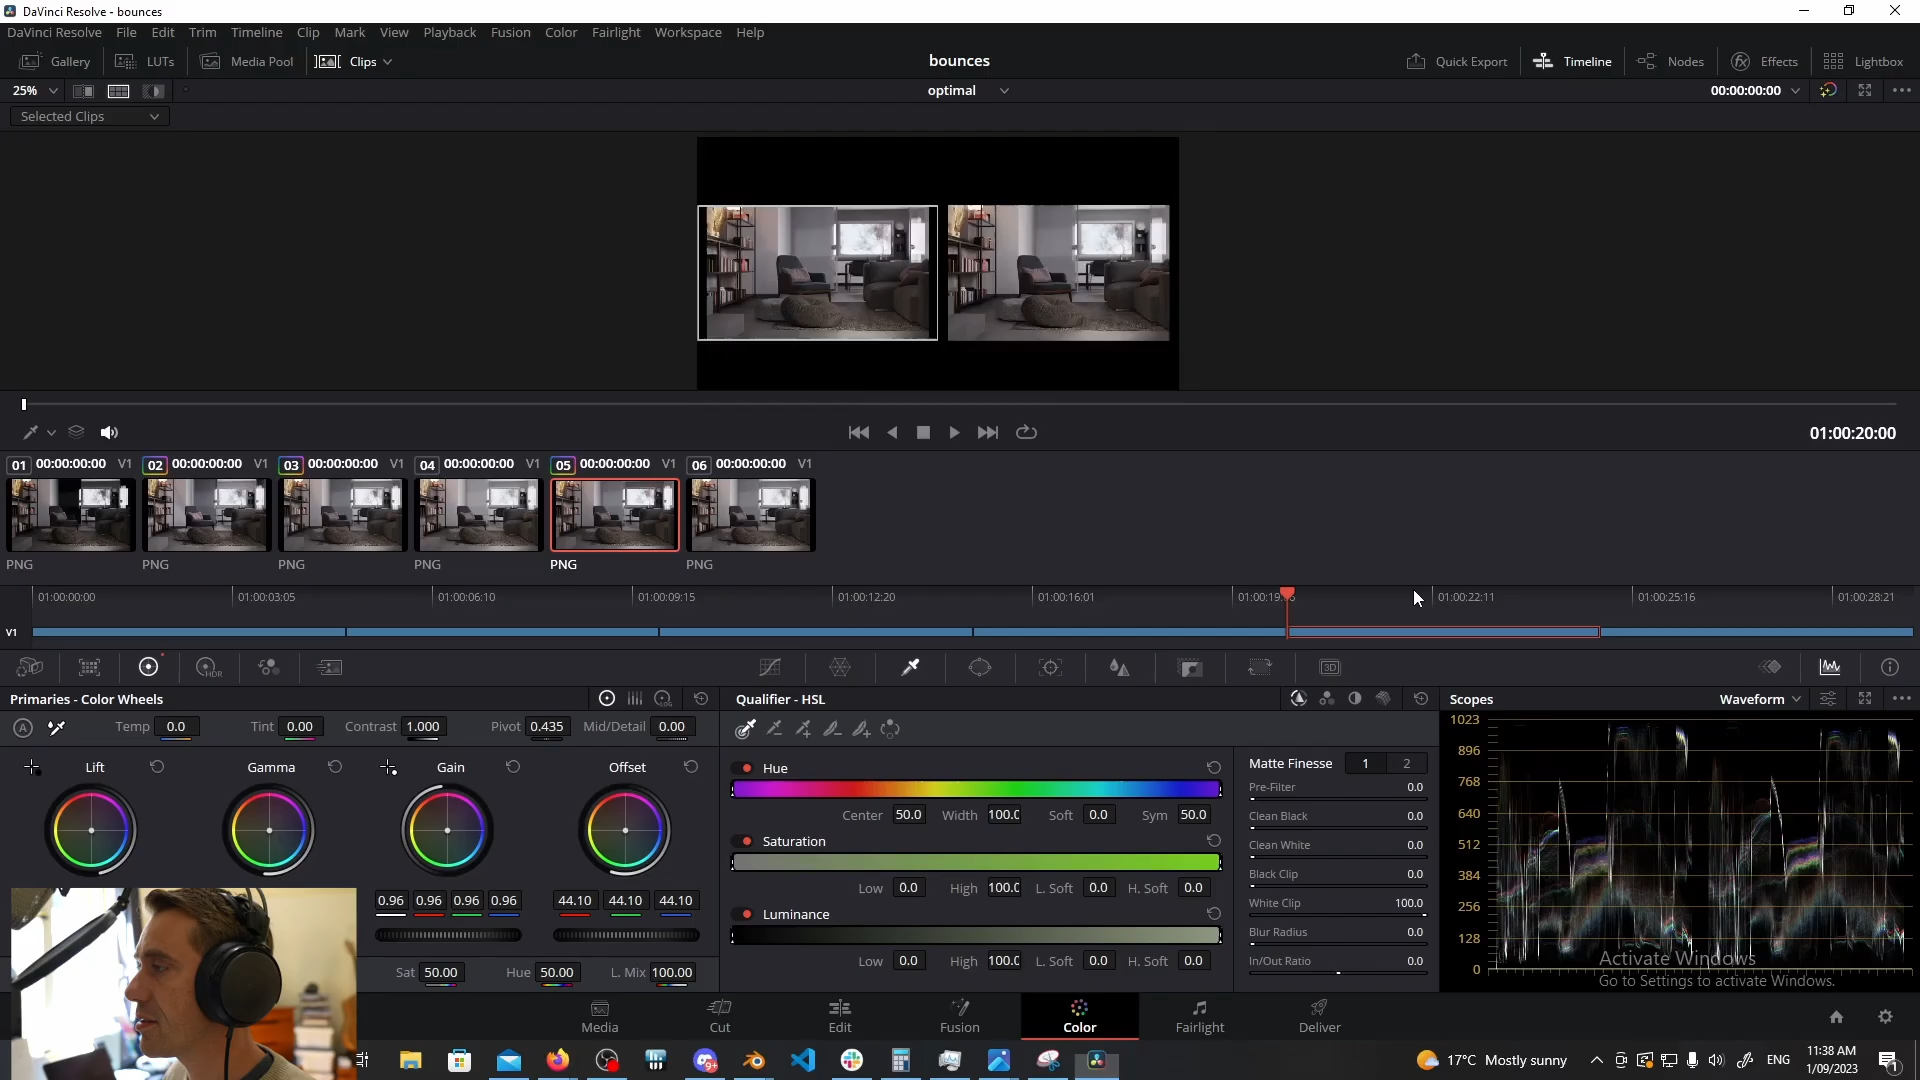 DaVinci Resolve - bounces
DaVinci Resolve File Edit Trim Timeline Clip Mark View Playback Fusion Color Fairlight Workspace Help
Gallery LUTs Media Pool Clips bounces Quick Export Timeline Nodes Effects Lightbox
25% optimal 00:00:00:00
Selected Clips
01:00:20:00
01 00:00:00:00 V1 02 00:00:00:00 V1 03 00:00:00:00 V1 04 00:00:00:00 V1 05 00:00:00:00 V1 06 00:00:00:00 V1
PNG PNG PNG PNG PNG PNG
01:00:00:00 01:00:03:05 01:00:06:10 01:00:09:15 01:00:12:20 01:00:16:01 01:00:22:11 01:00:25:16 01:00:28:21
V1
HDR 3D
Primaries - Color Wheels LOG Qualifier - HSL Scopes Waveform
A Temp 0.0 Tint 0.00 Contrast 1.000 Pivot 0.435 Mid/Detail 0.00
Lift Gamma Gain Offset
0.96 0.96 0.96 0.96 44.10 44.10 44.10
Sat 50.00 Hue 50.00 L. Mix 100.00
Hue
Center 50.0 Width 100.0 Soft 0.0 Sym 50.0
Saturation
Low 0.0 High 100.0 L. Soft 0.0 H. Soft 0.0
Luminance
Low 0.0 High 100.0 L. Soft 0.0 H. Soft 0.0
Matte Finesse 1 2
Pre-Filter 0.0
Clean Black 0.0
Clean White 0.0
Black Clip 0.0
White Clip 100.0
Blur Radius 0.0
In/Out Ratio 0.0
1023
896
768
640
512
384
256
128
0
Activate Windows
Go to Settings to activate Windows.
Media Cut Edit Fusion Color Fairlight Deliver
9+
17°C Mostly sunny ENG 11:38 AM
1/09/2023
1